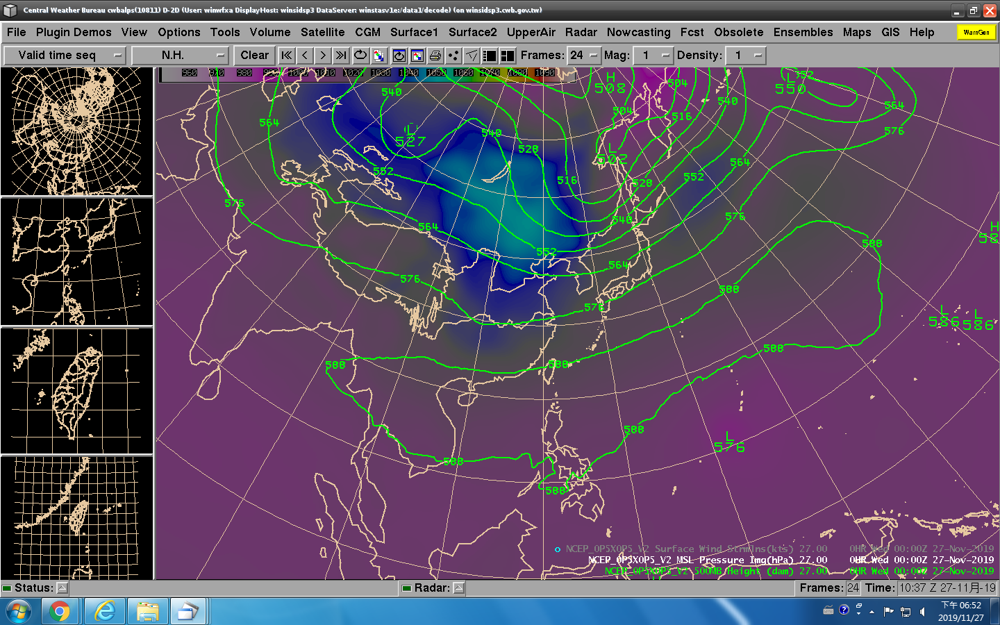 Central Weather Bureau cwbalps(10811) D-2D (User: winwfxa DisplayHost: winsidsp3 DataServer: winstasv1e:/data1/decode) (on winsidsp3.cwb.gov.tw)
File Plugin Demos View Options Tools Volume Satellite CGM Surface1 Surface2 UpperAir Radar Nowcasting Fcst Obsolete Ensembles Maps GIS Help WarnGen
Valid time seq N.H. Clear Frames: 24 Mag: 1 Density: 1
960 970 980 990 1000 1010 1020 1030 1040 1050 1060 1070 1080 1090
H
508
504
552
L
550
540
504
540
564
504
516
564
L
527
540
528
576
L
502
564
552
516
528
552
576
576
564
540
H
58
588
552
564
576
588
576
L
586
L
586
588
588
588
588
588
L
576
588
NCEP_0P5X0P5_V2 Surface Wind Strmlns(kts) 27.00 0HR Wed 00:00Z 27-Nov-2019
NCEP_0P5X0P5_V2 MSL Pressure Img(hPa) 27.00 0HR Wed 00:00Z 27-Nov-2019
NCEP_0P5X0P5_V2 500MB Height (dam) 27.00 0HR Wed 00:00Z 27-Nov-2019
Status: Radar: Frames: 24 Time: 10:37 Z 27-11月-19
下午 06:52
2019/11/27